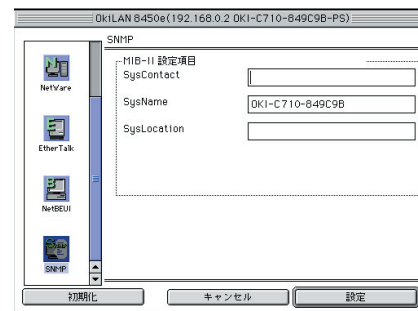 OkiLAN 8450e(192.168.0.2 OKI-C710-849C9B-PS)
SNMP
NetWare
EtherTalk
NetBEUI
SNMP
MIB-II 設定項目
SysContact
SysName
OKI-C710-849C9B
SysLocation
初期化
キャンセル
設定